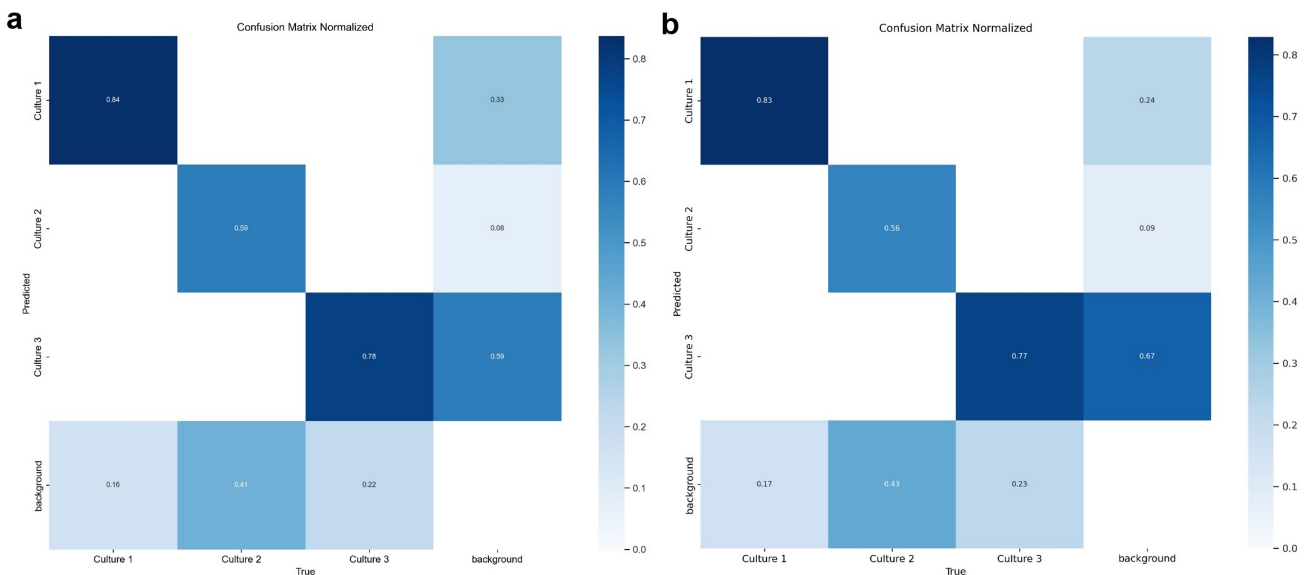 a
Confusion Matrix Normalized
Culture 1
Culture 2
Culture 3
background
Predicted
0.84
0.33
0.59
0.08
0.78
0.59
0.16
0.41
0.22
Culture 1
Culture 2
Culture 3
background
True
0.8
0.7
0.6
0.5
0.4
0.3
0.2
0.1
0.0
b
Confusion Matrix Normalized
Culture 1
Culture 2
Culture 3
background
Predicted
0.83
0.24
0.56
0.09
0.77
0.67
0.17
0.43
0.23
Culture 1
Culture 2
Culture 3
background
True
0.8
0.7
0.6
0.5
0.4
0.3
0.2
0.1
0.0